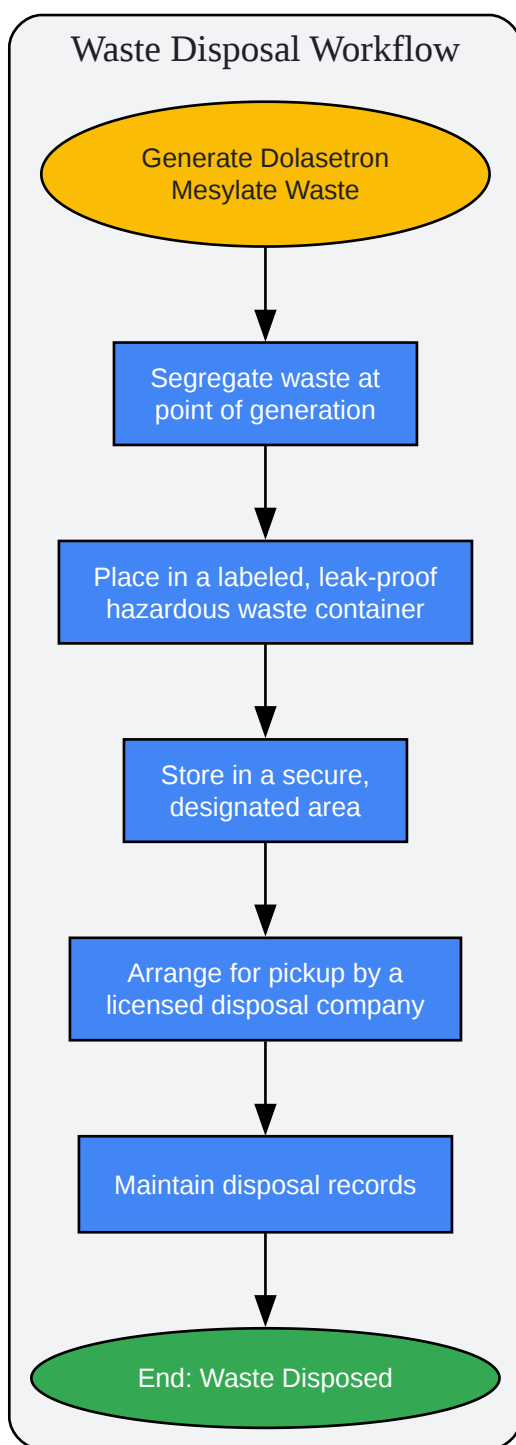 Waste Disposal Workflow
Generate Dolasetron
Mesylate Waste
Segregate waste at
point of generation
Place in a labeled, leak-proof
hazardous waste container
Store in a secure,
designated area
Arrange for pickup by a
licensed disposal company
Maintain disposal records
End: Waste Disposed